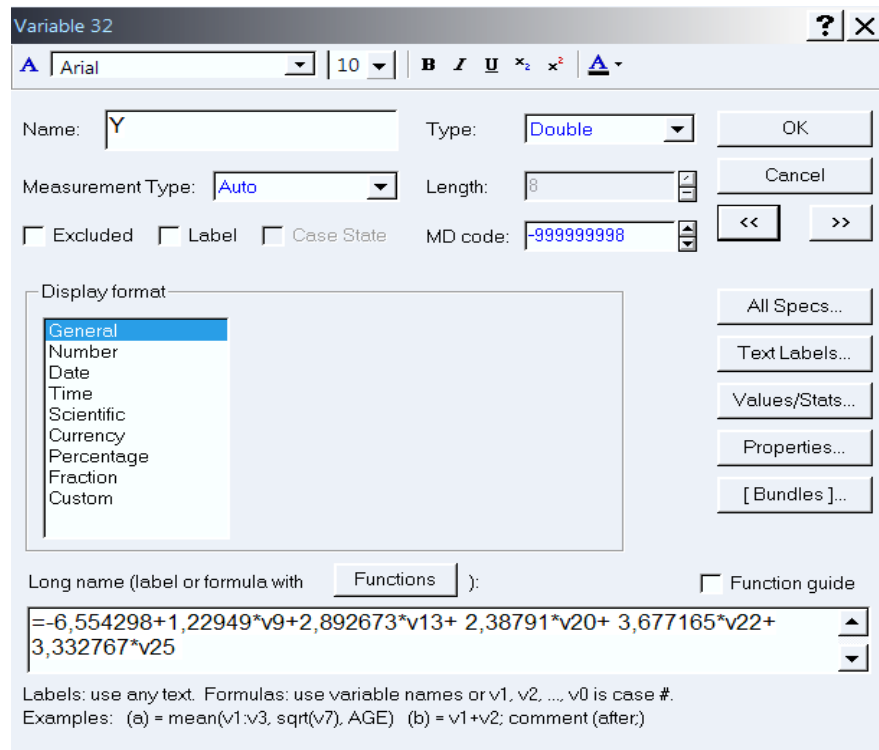 Variable 32 ? X
A Arial 10 B I U x₂ x² A
Name: Y Type: Double OK
Measurement Type: Auto Length: 8 Cancel
Excluded Label Case State MD code: -999999998 << >>
Display format
General
Number
Date
Time
Scientific
Currency
Percentage
Fraction
Custom
All Specs...
Text Labels...
Values/Stats...
Properties...
[ Bundles ]...
Long name (label or formula with Functions ): Function guide
=-6,554298+1,22949*v9+2,892673*v13+ 2,38791*v20+ 3,677165*v22+
3,332767*v25
Labels: use any text. Formulas: use variable names or v1, v2, ..., v0 is case #.
Examples: (a) = mean(v1:v3, sqrt(v7), AGE) (b) = v1+v2; comment (after;)